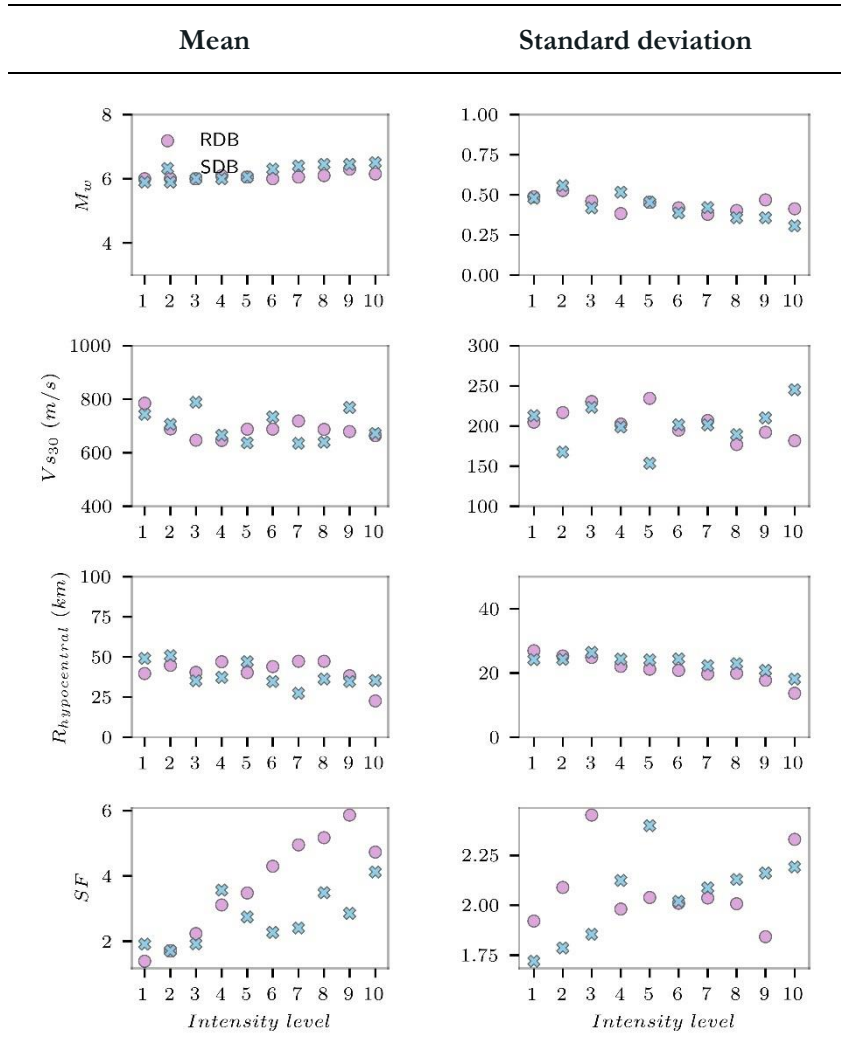 Mean Standard deviation
8
6
4
M_w
RDB
SDB
1 2 3 4 5 6 7 8 9 10
1.00
0.75
0.50
0.25
0.00
1 2 3 4 5 6 7 8 9 10
1000
800
600
400
Vs_30 (m/s)
1 2 3 4 5 6 7 8 9 10
300
250
200
150
100
1 2 3 4 5 6 7 8 9 10
100
75
50
25
0
R_hypocentral (km)
1 2 3 4 5 6 7 8 9 10
40
20
0
1 2 3 4 5 6 7 8 9 10
6
4
2
SF
1 2 3 4 5 6 7 8 9 10
Intensity level
2.25
2.00
1.75
1 2 3 4 5 6 7 8 9 10
Intensity level